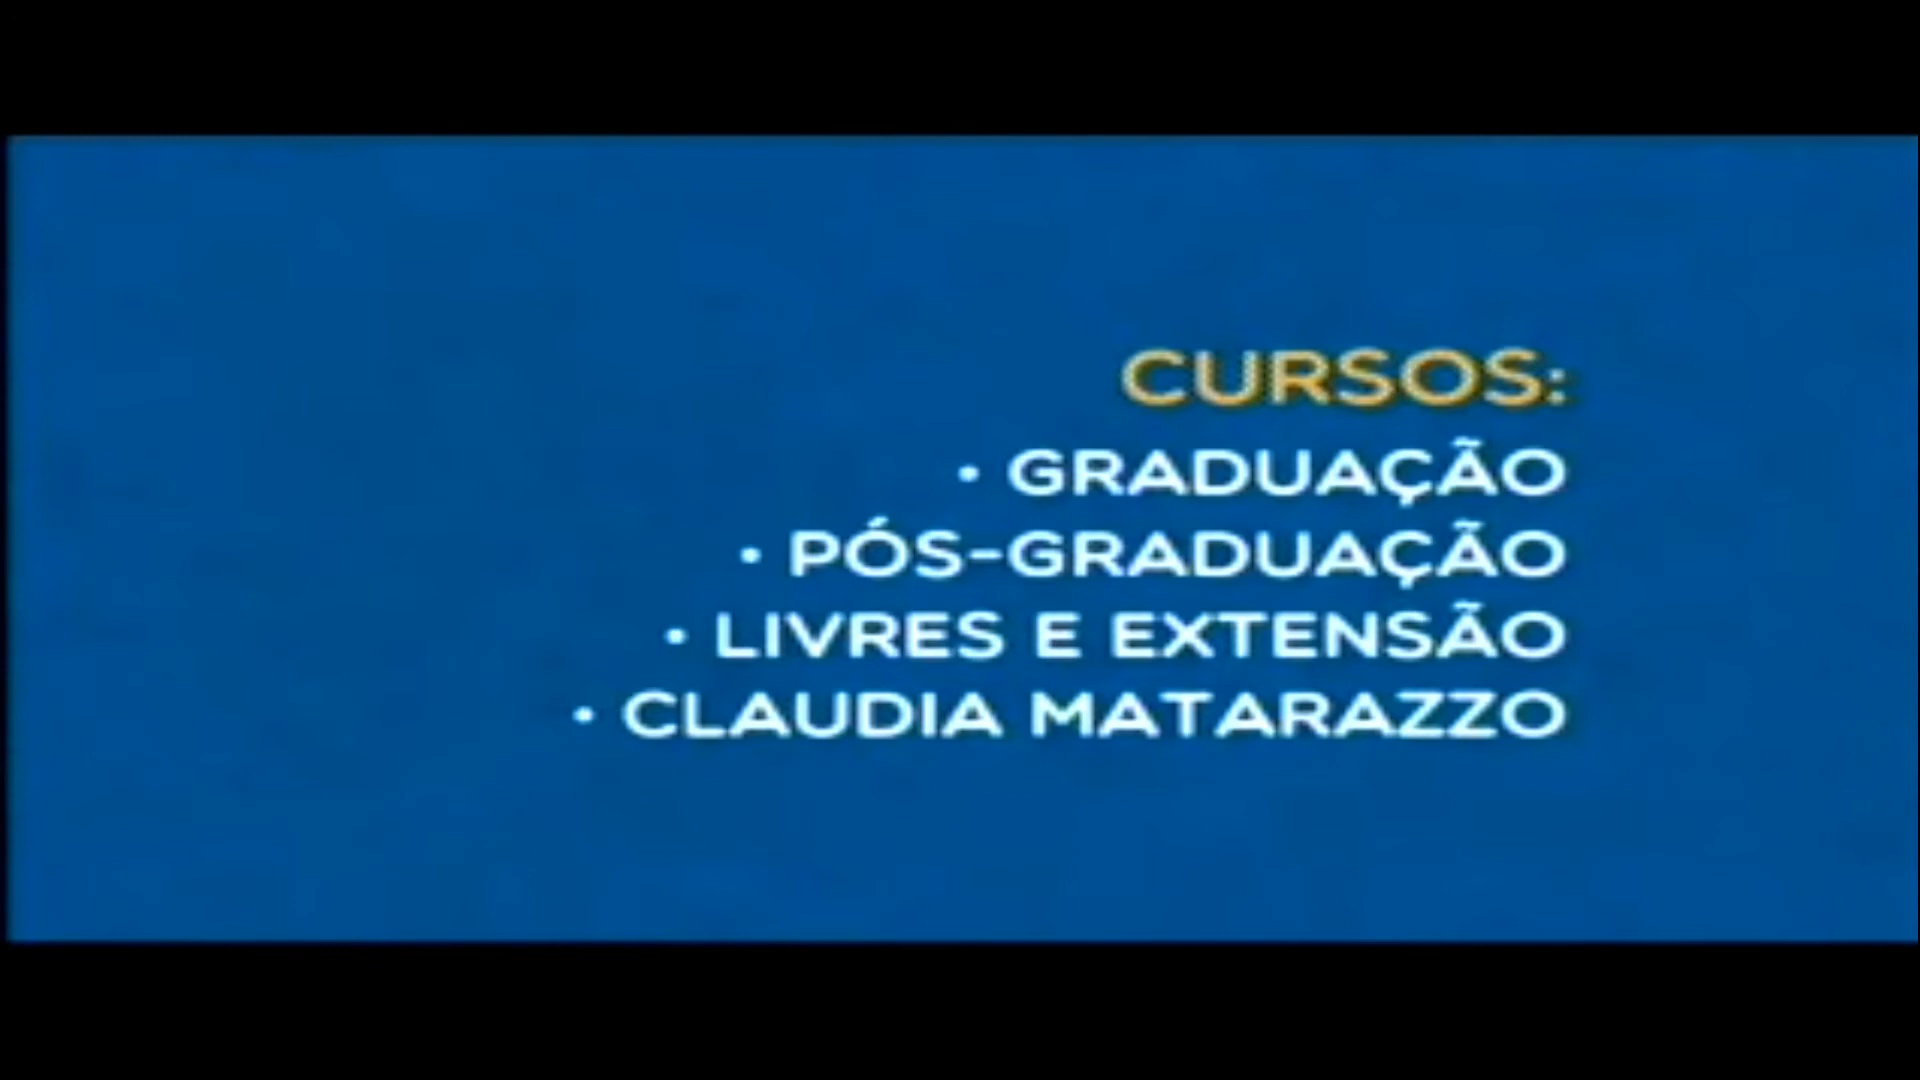 CURSOS:
• GRADUAÇÃO
• PÓS-GRADUAÇÃO
• LIVRES E EXTENSÃO
• CLAUDIA MATARAZZO